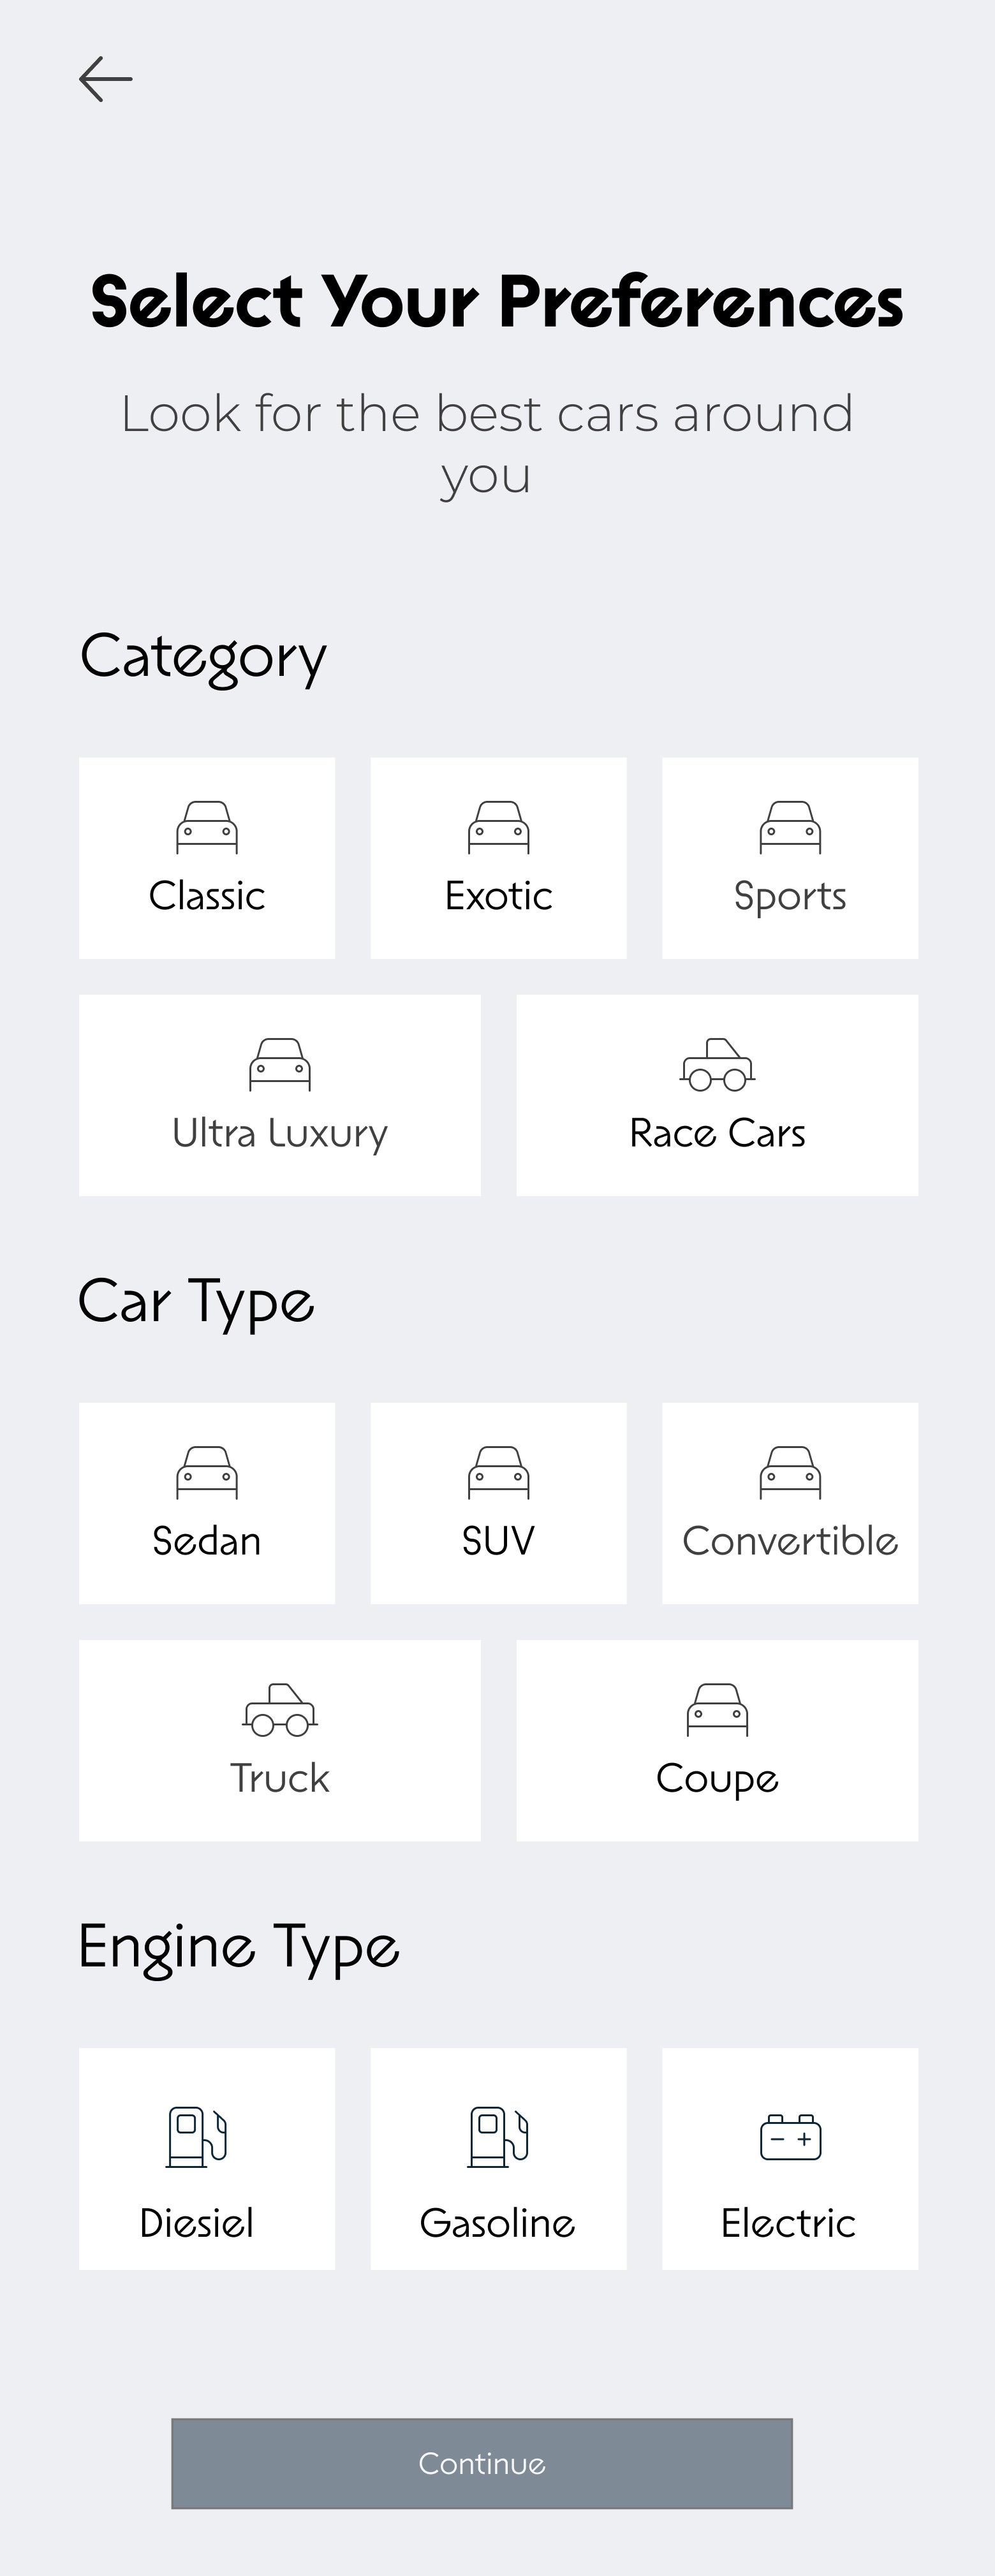 Select Your Preferences
Look for the best cars around
you
Category
Classic
Exotic
Sports
Ultra Luxury
Race Cars
Car Type
Sedan
SUV
Convertible
Truck
Coupe
Engine Type
Diesiel
Gasoline
Electric
Continue